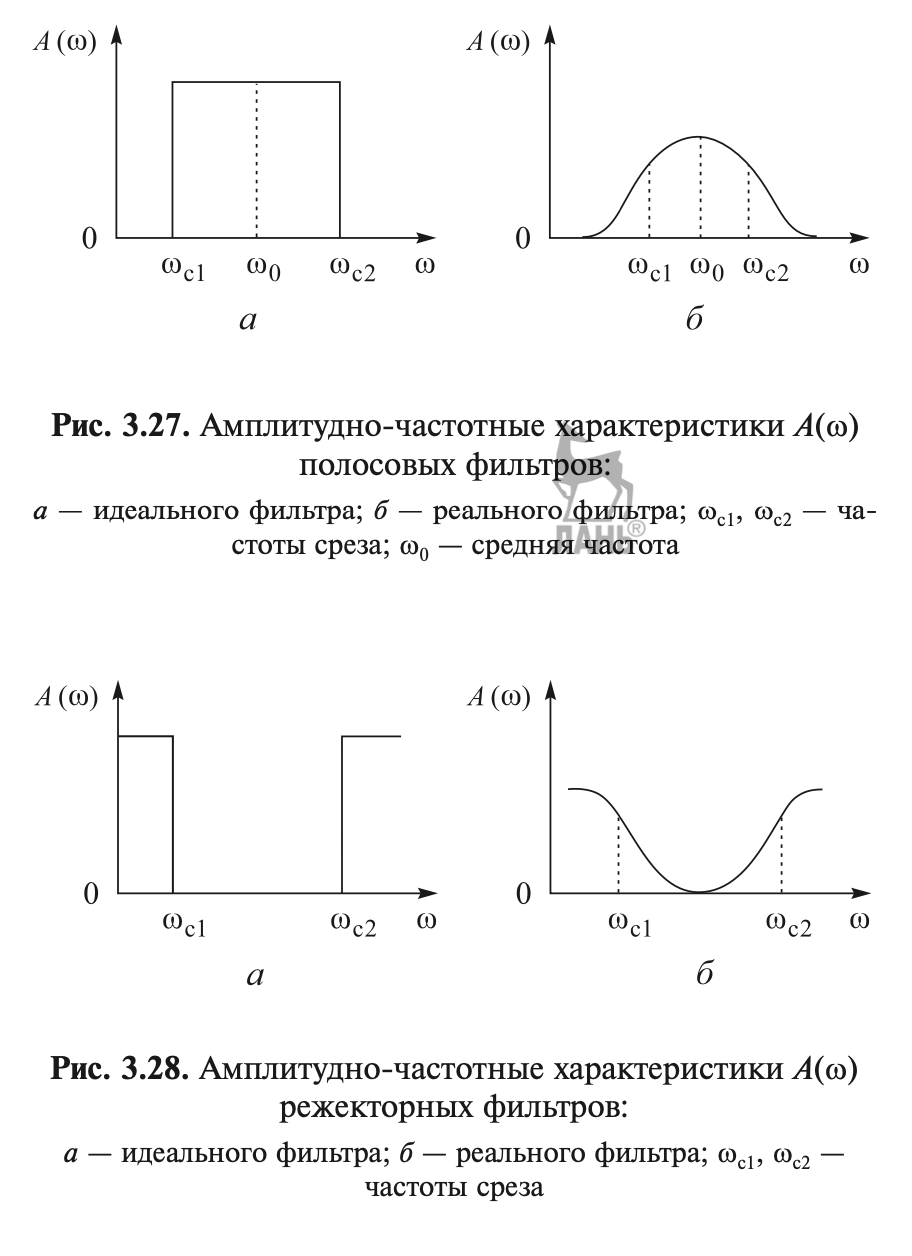 A (ω) A (ω)
0 0
ω_c1 ω_0 ω_c2 ω ω_c1 ω_0 ω_c2 ω
а б
Рис. 3.27. Амплитудно-частотные характеристики A(ω)
полосовых фильтров:
а — идеального фильтра; б — реального фильтра; ω_c1, ω_c2 — ча-
стоты среза; ω_0 — средняя частота
ЛАНЬ®
A (ω) A (ω)
0 0
ω_c1 ω_c2 ω ω_c1 ω_c2 ω
а б
Рис. 3.28. Амплитудно-частотные характеристики A(ω)
режекторных фильтров:
а — идеального фильтра; б — реального фильтра; ω_c1, ω_c2 —
частоты среза